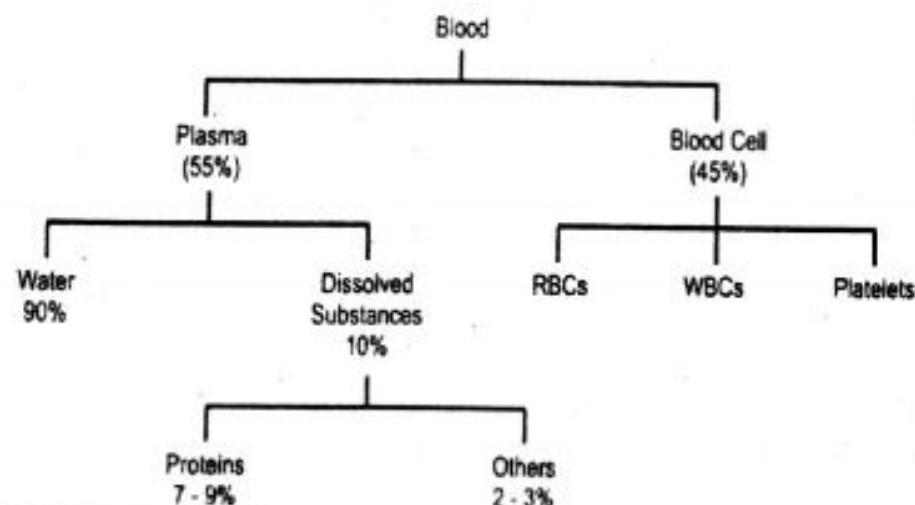 Blood
Plasma
(55%)
Blood Cell
(45%)
Water
90%
Dissolved
Substances
10%
RBCs
WBCs
Platelets
Proteins
7 - 9%
Others
2 - 3%